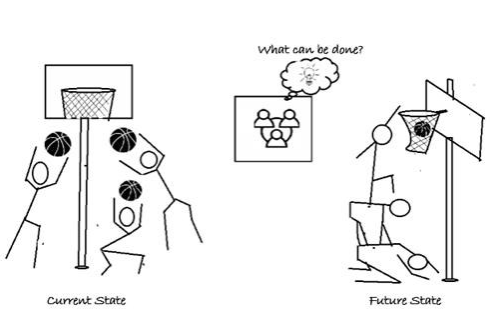 What can be done?
Current State
Future State